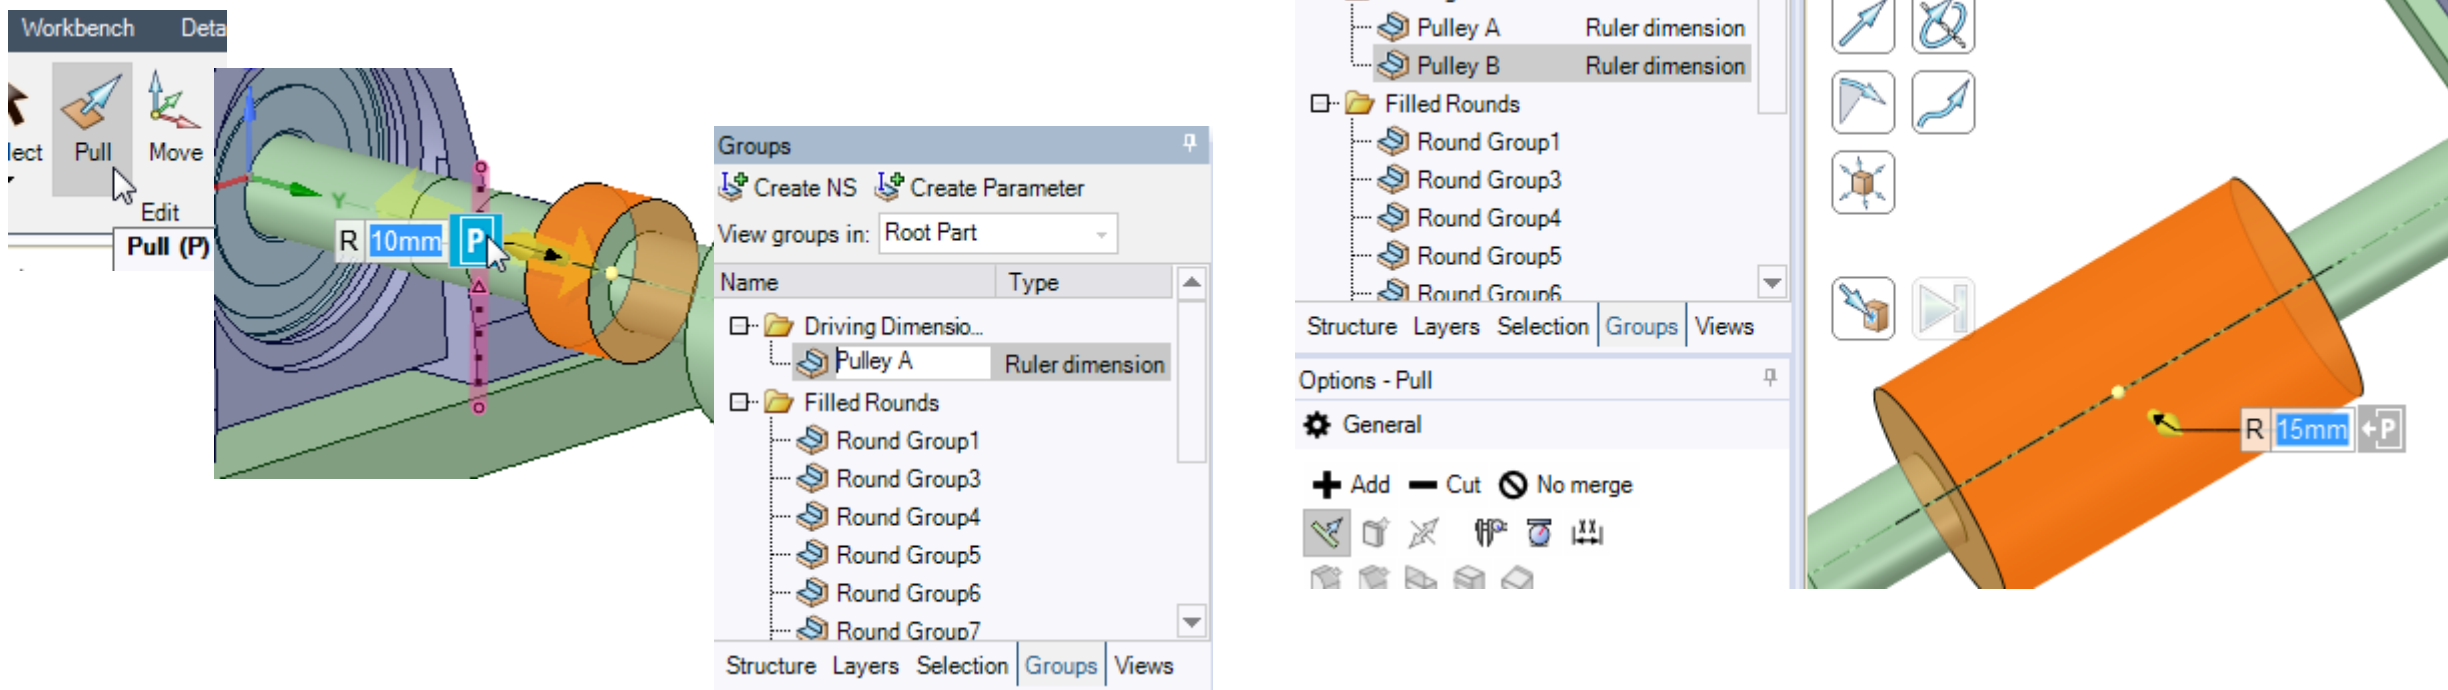 Workbench Deta
lect Pull Move
Edit
Pull (P)
Y
R 10mm P
Groups
Create NS Create Parameter
View groups in: Root Part
Name Type
Driving Dimensio...
Pulley A Ruler dimension
Filled Rounds
Round Group1
Round Group3
Round Group4
Round Group5
Round Group6
Round Group7
Structure Layers Selection Groups Views
Pulley A Ruler dimension
Pulley B Ruler dimension
Filled Rounds
Round Group1
Round Group3
Round Group4
Round Group5
Round Group6
Structure Layers Selection Groups Views
Options - Pull
General
Add Cut No merge
R 15mm P